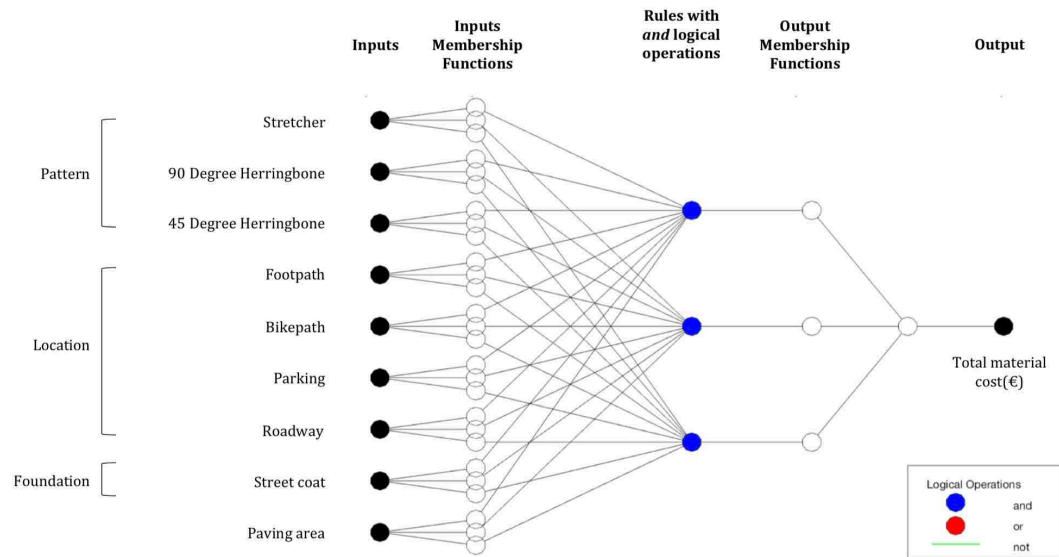 Inputs
Inputs
Membership
Functions
Rules with
and logical
operations
Output
Membership
Functions
Output
Pattern
Stretcher
90 Degree Herringbone
45 Degree Herringbone
Location
Footpath
Bikepath
Parking
Roadway
Foundation
Street coat
Paving area
Total material
cost(€)
Logical Operations
and
or
not